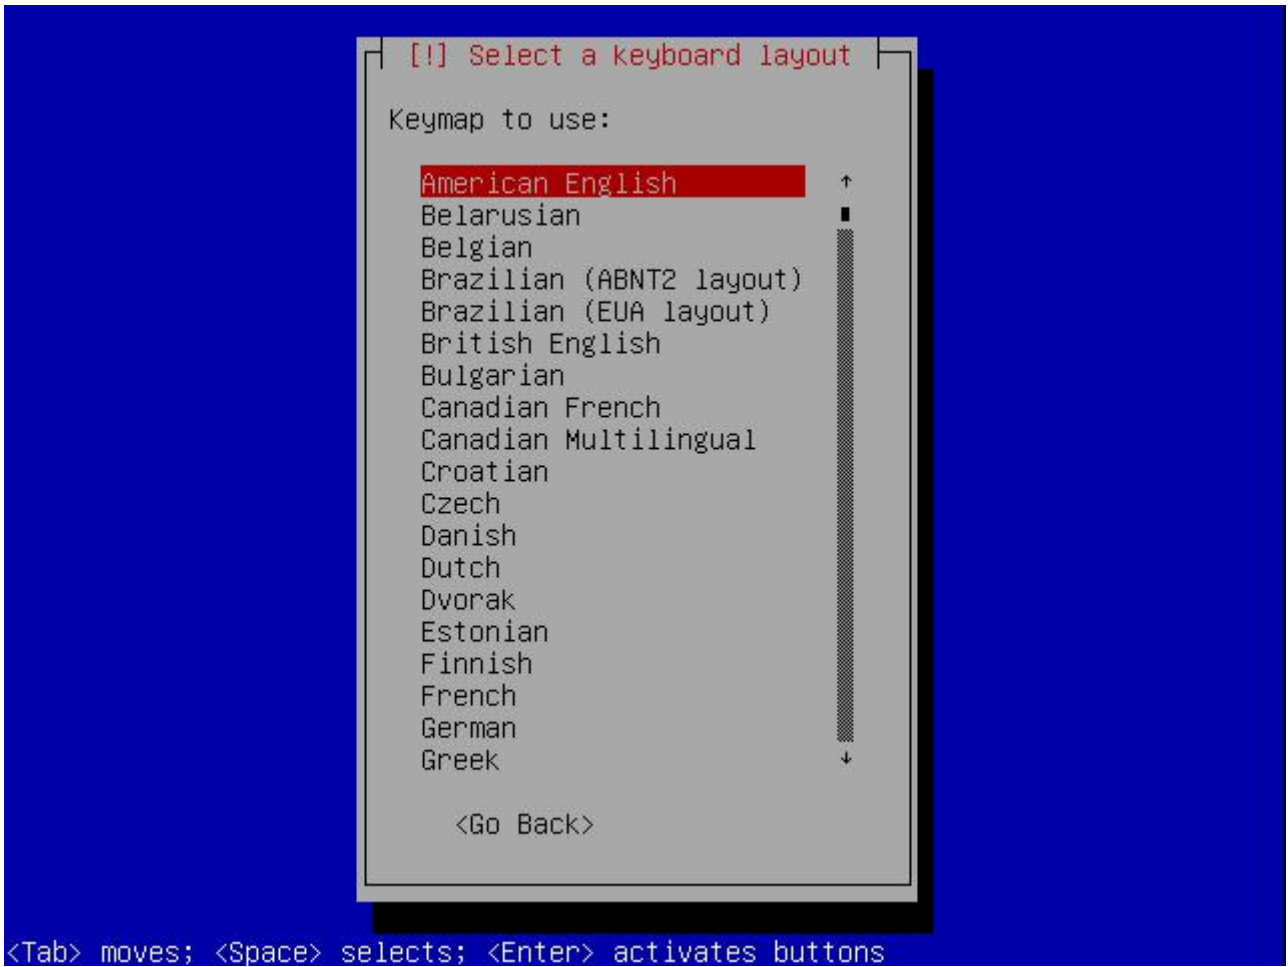 [!] Select a keyboard layout
Keymap to use:
American English
Belarusian
Belgian
Brazilian (ABNT2 layout)
Brazilian (EUA layout)
British English
Bulgarian
Canadian French
Canadian Multilingual
Croatian
Czech
Danish
Dutch
Dvorak
Estonian
Finnish
French
German
Greek
<Go Back>
<Tab> moves; <Space> selects; <Enter> activates buttons